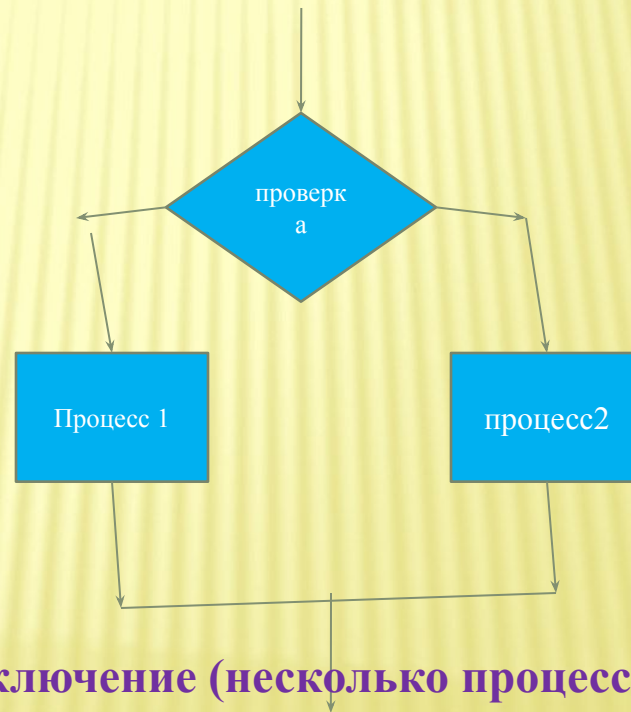 проверк
а
Процесс 1
процесс2
ключение (несколько процесс